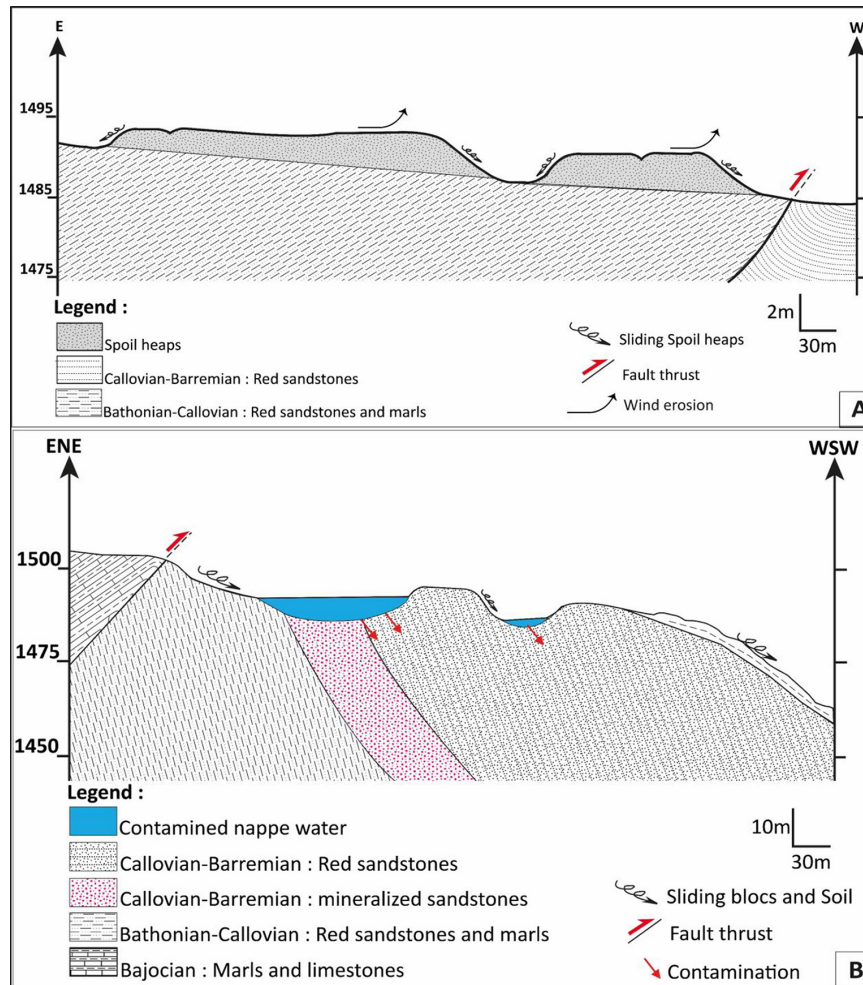 E
W
1495
1485
1475
Legend :
Spoil heaps
Callovian-Barremian : Red sandstones
Bathonian-Callovian : Red sandstones and marls
Sliding Spoil heaps
Fault thrust
Wind erosion
2m
30m
A
ENE
WSW
1500
1475
1450
Legend :
Contamined nappe water
Callovian-Barremian : Red sandstones
Callovian-Barremian : mineralized sandstones
Bathonian-Callovian : Red sandstones and marls
Bajocian : Marls and limestones
10m
30m
Sliding blocs and Soil
Fault thrust
Contamination
B